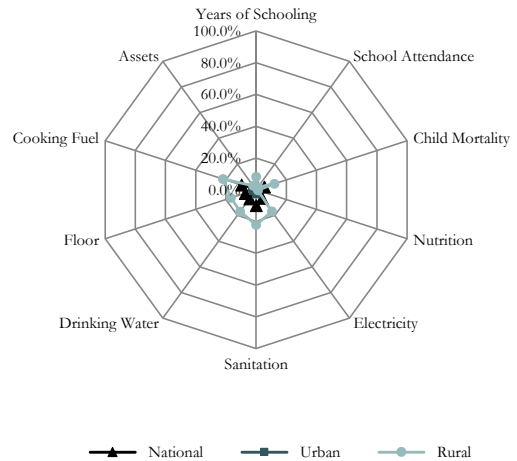 Years of Schooling
100.0%
Assets
School Attendance
80.0%
60.0%
40.0%
Cooking Fuel
Child Mortality
20.0%
0.0%
Floor
Nutrition
Drinking Water
Electricity
Sanitation
National
Urban
Rural